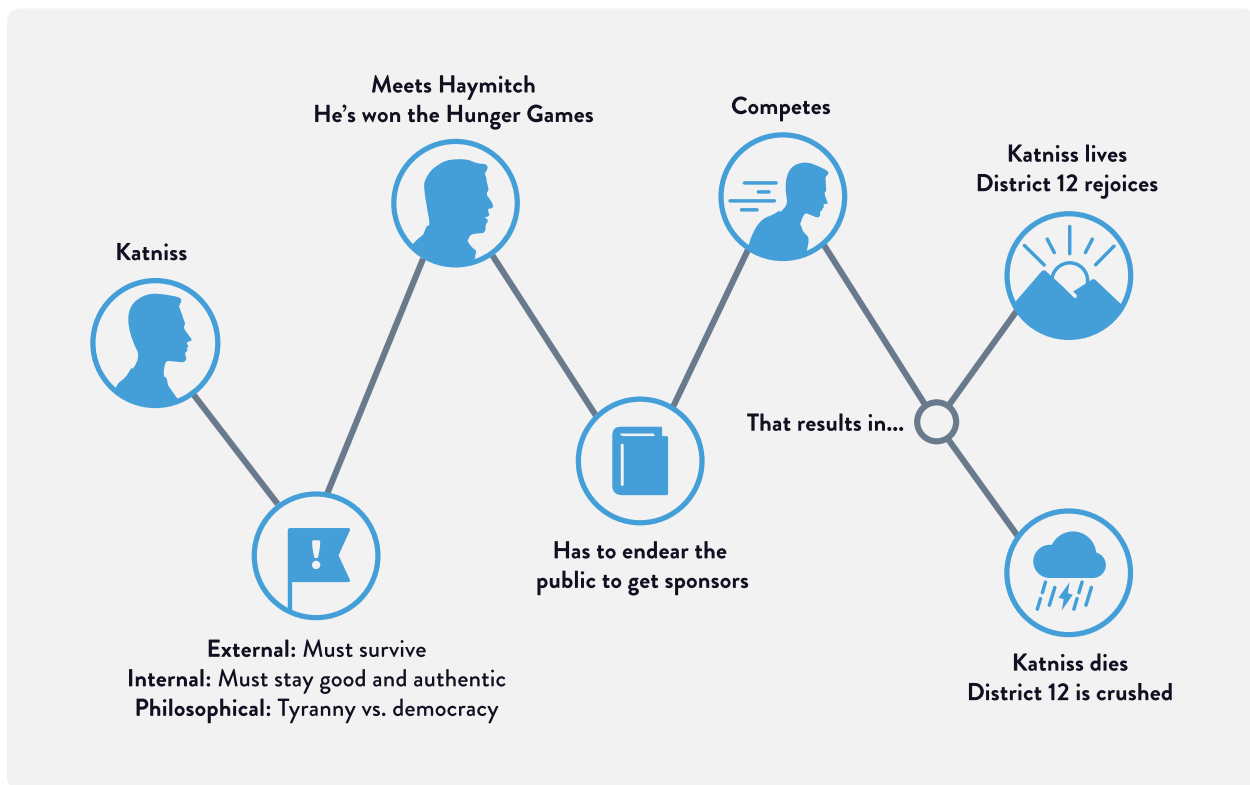 Katniss
External: Must survive
Internal: Must stay good and authentic
Philosophical: Tyranny vs. democracy
Meets Haymitch
He’s won the Hunger Games
Has to endear the
public to get sponsors
Competes
That results in...
Katniss lives
District 12 rejoices
Katniss dies
District 12 is crushed